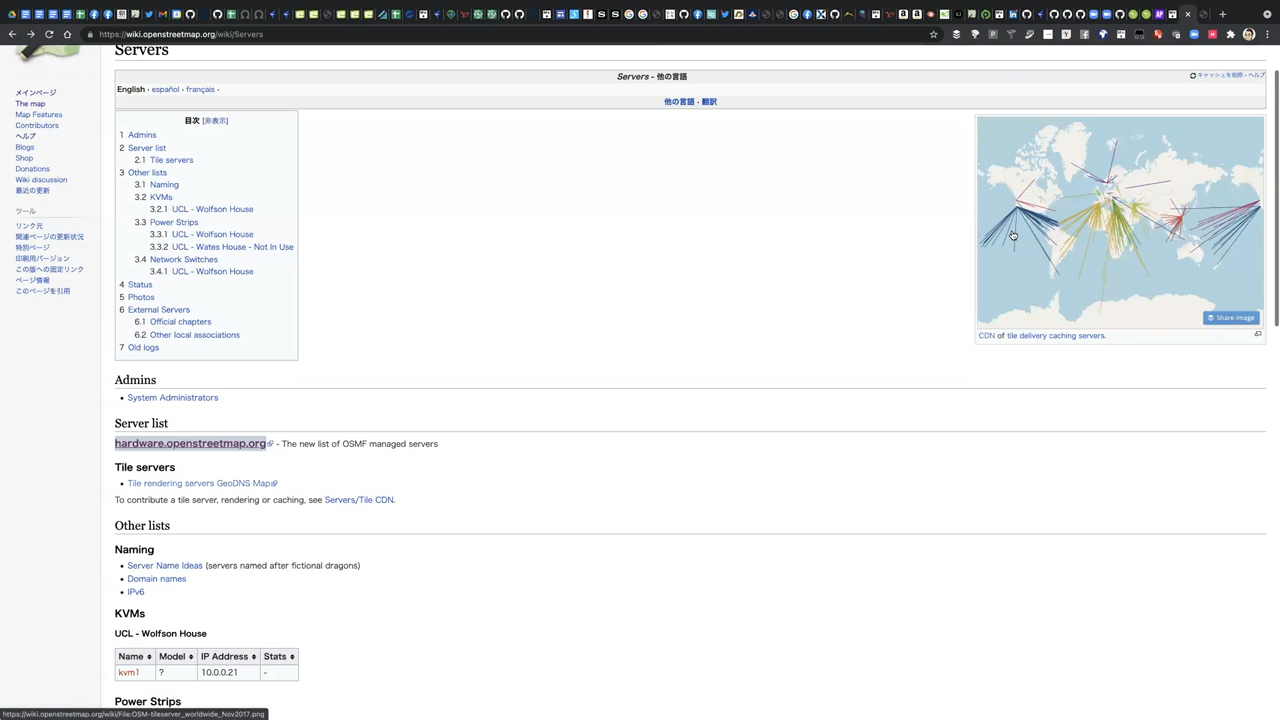 https://wiki.openstreetmap.org/wiki/Servers
Servers
メインページ
The map
Map Features
Contributors
ヘルプ
Blogs
Shop
Donations
Wiki discussion
最近の更新
ツール
リンク元
関連ページの更新状況
特別ページ
印刷用バージョン
この版への固定リンク
ページ情報
このページを引用
Servers - 他の言語
キャッシュを削除 · ヘルプ
English · español · français ·
他の言語 · 翻訳
目次 [非表示]
1 Admins
2 Server list
2.1 Tile servers
3 Other lists
3.1 Naming
3.2 KVMs
3.2.1 UCL - Wolfson House
3.3 Power Strips
3.3.1 UCL - Wolfson House
3.3.2 UCL - Wates House - Not In Use
3.4 Network Switches
3.4.1 UCL - Wolfson House
4 Status
5 Photos
6 External Servers
6.1 Official chapters
6.2 Other local associations
7 Old logs
Share Image
CDN of tile delivery caching servers.
Admins
• System Administrators
Server list
hardware.openstreetmap.org - The new list of OSMF managed servers
Tile servers
• Tile rendering servers GeoDNS Map
To contribute a tile server, rendering or caching, see Servers/Tile CDN.
Other lists
Naming
• Server Name Ideas (servers named after fictional dragons)
• Domain names
• IPv6
KVMs
UCL - Wolfson House
Name Model IP Address Stats
kvm1 ? 10.0.0.21 -
Power Strips
https://wiki.openstreetmap.org/wiki/File:OSM-tileserver_worldwide_Nov2017.png